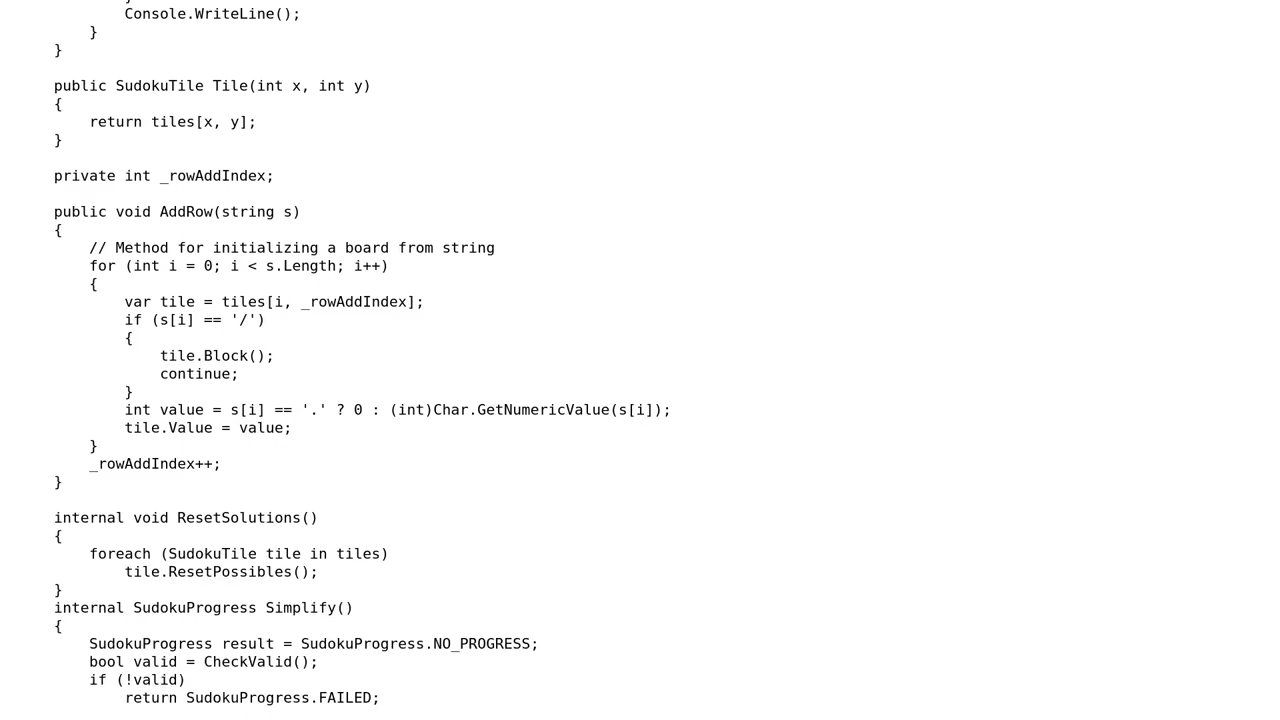 Console.WriteLine();
        }
    }

    public SudokuTile Tile(int x, int y)
    {
        return tiles[x, y];
    }

    private int _rowAddIndex;

    public void AddRow(string s)
    {
        // Method for initializing a board from string
        for (int i = 0; i < s.Length; i++)
        {
            var tile = tiles[i, _rowAddIndex];
            if (s[i] == '/')
            {
                tile.Block();
                continue;
            }
            int value = s[i] == '.' ? 0 : (int)Char.GetNumericValue(s[i]);
            tile.Value = value;
        }
        _rowAddIndex++;
    }

    internal void ResetSolutions()
    {
        foreach (SudokuTile tile in tiles)
            tile.ResetPossibles();
    }
    internal SudokuProgress Simplify()
    {
        SudokuProgress result = SudokuProgress.NO_PROGRESS;
        bool valid = CheckValid();
        if (!valid)
            return SudokuProgress.FAILED;